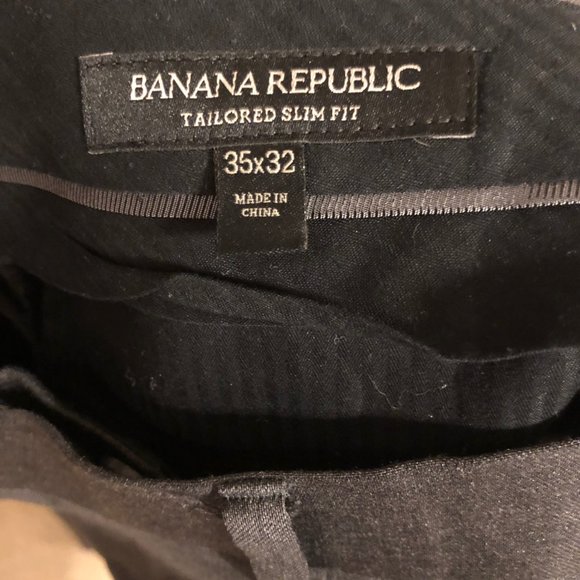 BANANA REPUBLIC
TAILORED SLIM FIT
35x32
MADE IN
CHINA